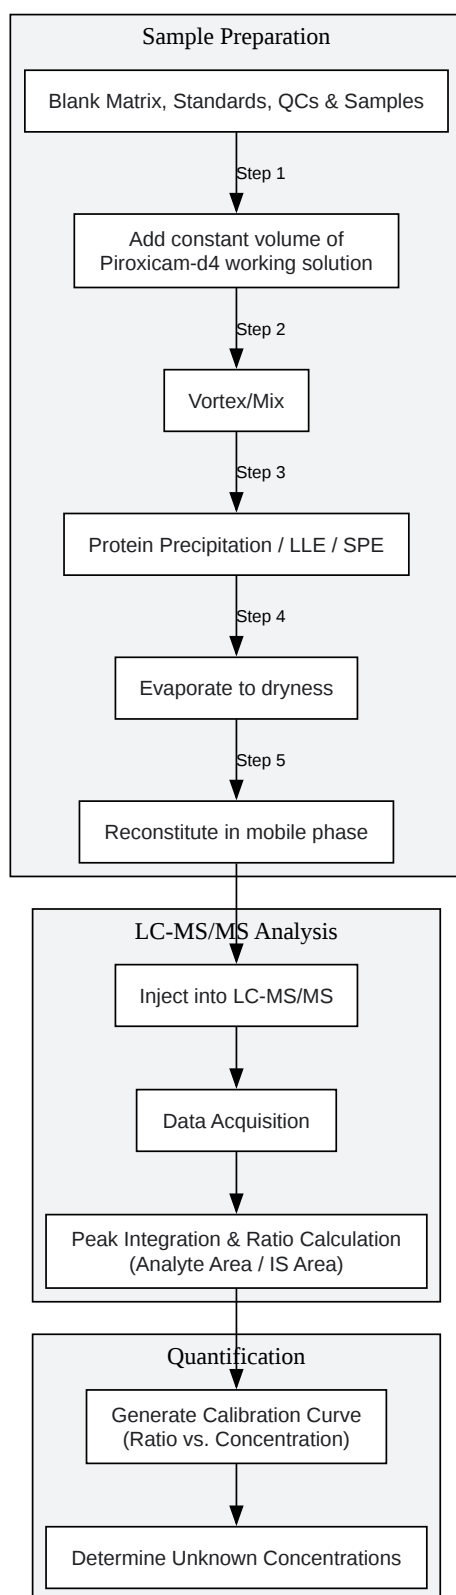 Sample Preparation
Blank Matrix, Standards, QCs & Samples
Step 1
Add constant volume of
Piroxicam-d4 working solution
Step 2
Vortex/Mix
Step 3
Protein Precipitation / LLE / SPE
Step 4
Evaporate to dryness
Step 5
Reconstitute in mobile phase
LC-MS/MS Analysis
Inject into LC-MS/MS
Data Acquisition
Peak Integration & Ratio Calculation
(Analyte Area / IS Area)
Quantification
Generate Calibration Curve
(Ratio vs. Concentration)
Determine Unknown Concentrations